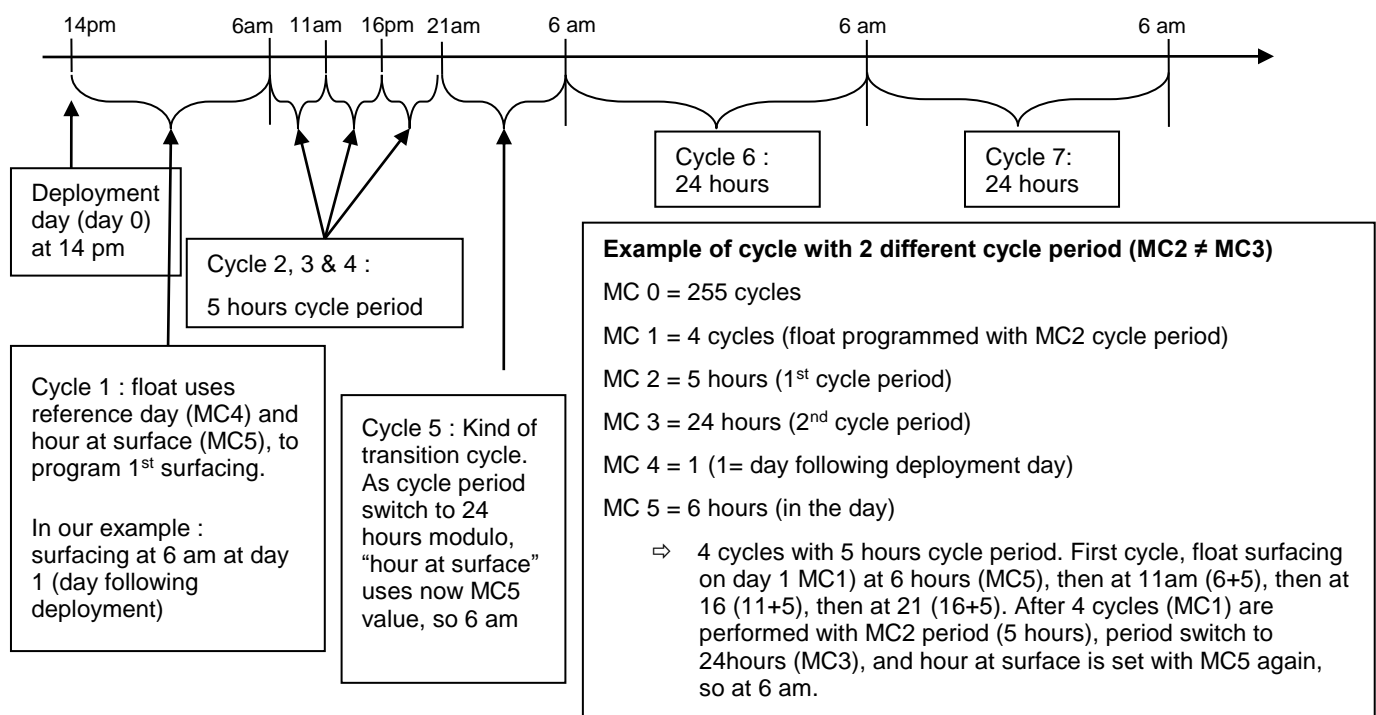 14pm 6am 11am 16pm 21am 6 am 6 am 6 am
Cycle 6 :
24 hours
Cycle 7:
24 hours
Deployment
day (day 0)
at 14 pm
Cycle 2, 3 & 4 :
5 hours cycle period
Cycle 1 : float uses
reference day (MC4) and
hour at surface (MC5), to
program 1st surfacing.
In our example :
surfacing at 6 am at day
1 (day following
deployment)
Cycle 5 : Kind of
transition cycle.
As cycle period
switch to 24
hours modulo,
“hour at surface”
uses now MC5
value, so 6 am
Example of cycle with 2 different cycle period (MC2 ≠ MC3)
MC 0 = 255 cycles
MC 1 = 4 cycles (float programmed with MC2 cycle period)
MC 2 = 5 hours (1st cycle period)
MC 3 = 24 hours (2nd cycle period)
MC 4 = 1 (1= day following deployment day)
MC 5 = 6 hours (in the day)
⇨ 4 cycles with 5 hours cycle period. First cycle, float surfacing
on day 1 MC1) at 6 hours (MC5), then at 11am (6+5), then at
16 (11+5), then at 21 (16+5). After 4 cycles (MC1) are
performed with MC2 period (5 hours), period switch to
24hours (MC3), and hour at surface is set with MC5 again,
so at 6 am.